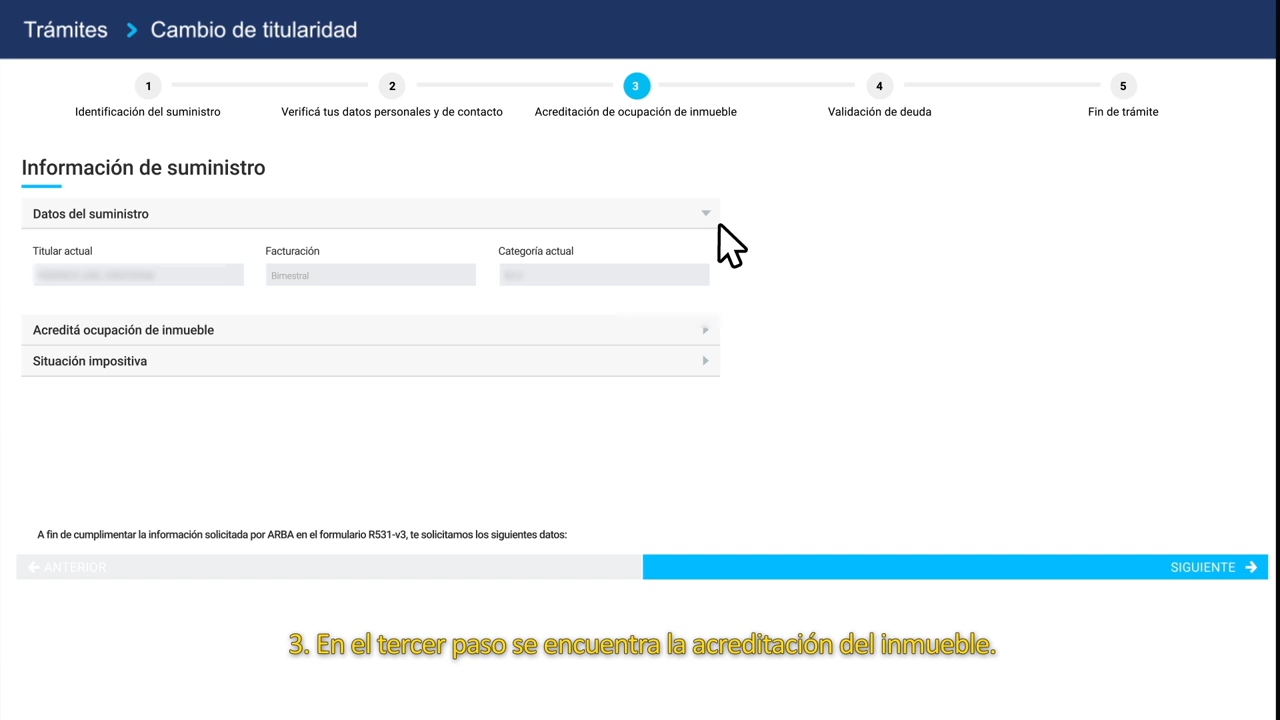 Trámites > Cambio de titularidad
1 2 3 4 5
Identificación del suministro Verificá tus datos personales y de contacto Acreditación de ocupación de inmueble Validación de deuda Fin de trámite
Información de suministro
Datos del suministro
Titular actual Facturación Categoría actual
Bimestral
Acreditá ocupación de inmueble
Situación impositiva
A fin de cumplimentar la información solicitada por ARBA en el formulario R531-v3, te solicitamos los siguientes datos:
← ANTERIOR SIGUIENTE →
3. En el tercer paso se encuentra la acreditación del inmueble.